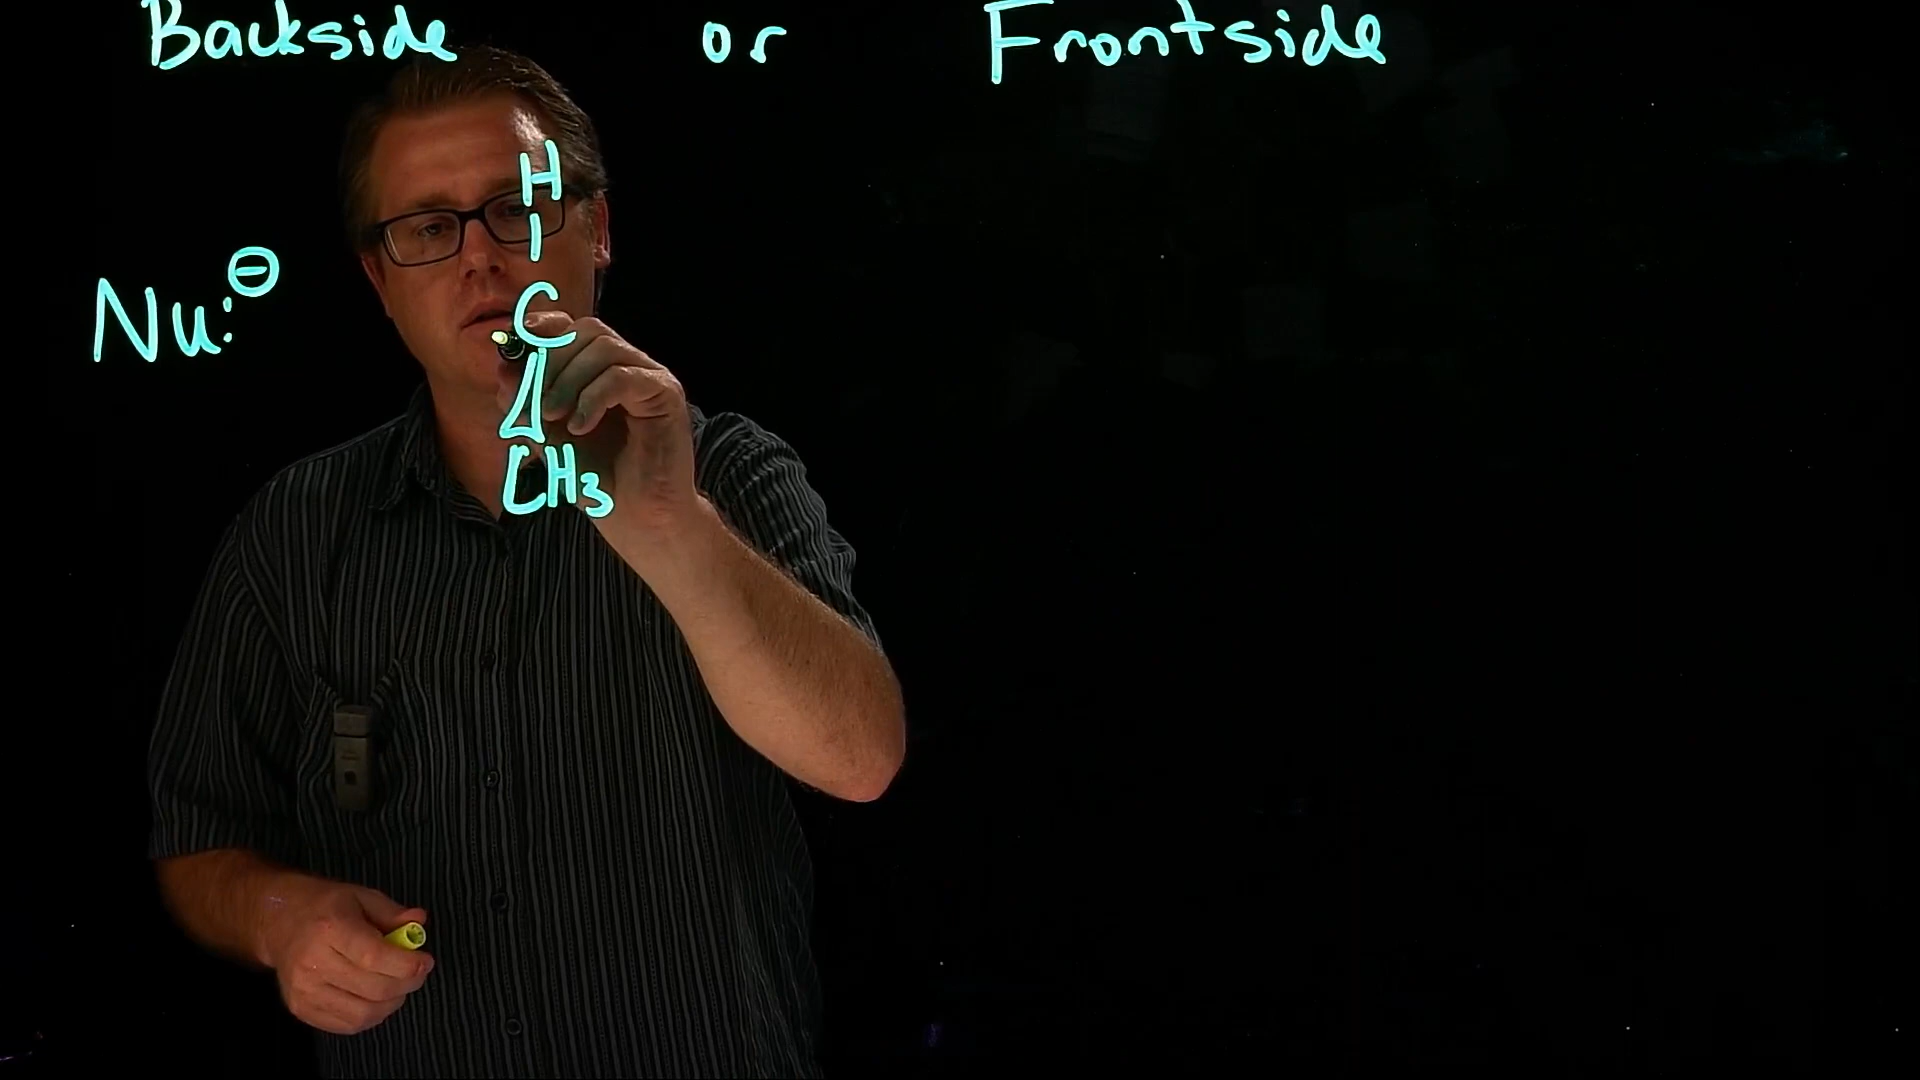 Backside or Frontside
H
Nu:⊖
C
CH₃